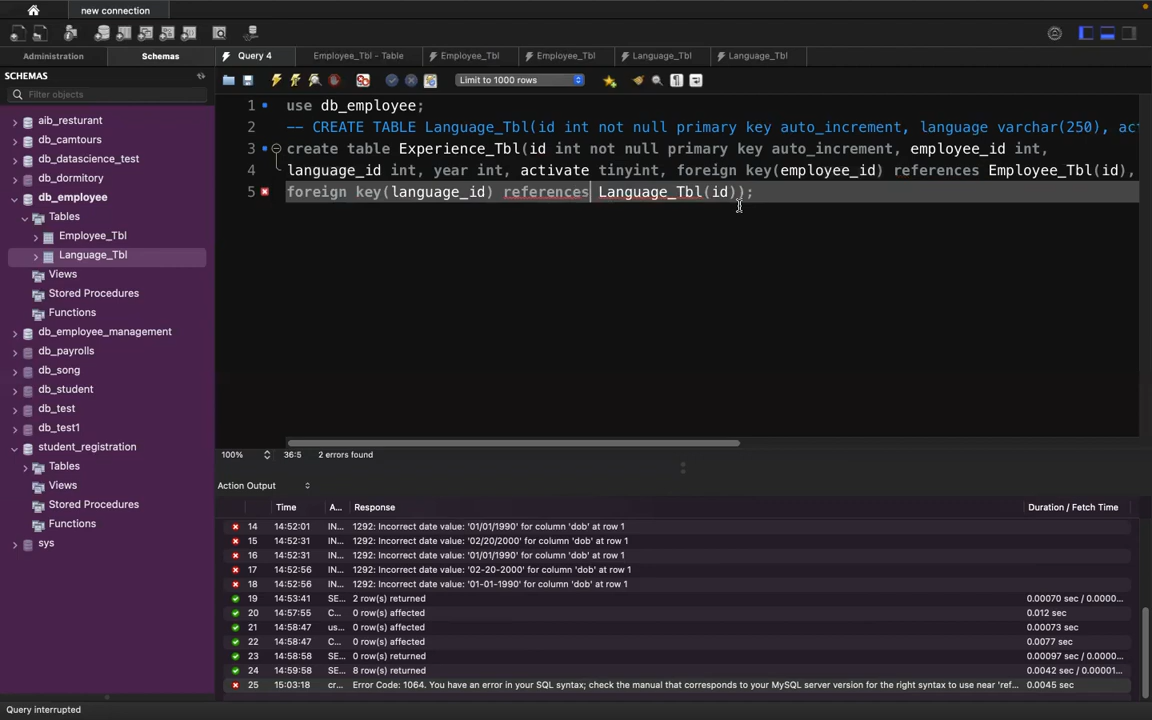 new connection
Administration Schemas Query 4 Employee_Tbl - Table Employee_Tbl Employee_Tbl Language_Tbl Language_Tbl
SCHEMAS
Filter objects
Limit to 1000 rows
aib_resturant
db_camtours
db_datascience_test
db_dormitory
db_employee
Tables
Employee_Tbl
Language_Tbl
Views
Stored Procedures
Functions
db_employee_management
db_payrolls
db_song
db_student
db_test
db_test1
student_registration
Tables
Views
Stored Procedures
Functions
sys
1 use db_employee;
2 -- CREATE TABLE Language_Tbl(id int not null primary key auto_increment, language varchar(250), act
3 create table Experience_Tbl(id int not null primary key auto_increment, employee_id int,
4 language_id int, year int, activate tinyint, foreign key(employee_id) references Employee_Tbl(id),
5 foreign key(language_id) references Language_Tbl(id));
100% 36:5 2 errors found
Action Output
Time A... Response Duration / Fetch Time
14 14:52:01 IN... 1292: Incorrect date value: '01/01/1990' for column 'dob' at row 1
15 14:52:31 IN... 1292: Incorrect date value: '02/20/2000' for column 'dob' at row 1
16 14:52:31 IN... 1292: Incorrect date value: '01/01/1990' for column 'dob' at row 1
17 14:52:56 IN... 1292: Incorrect date value: '02-20-2000' for column 'dob' at row 1
18 14:52:56 IN... 1292: Incorrect date value: '01-01-1990' for column 'dob' at row 1
19 14:53:41 SE... 2 row(s) returned 0.00070 sec / 0.0000...
20 14:57:55 C... 0 row(s) affected 0.012 sec
21 14:58:47 us... 0 row(s) affected 0.00073 sec
22 14:58:47 C... 0 row(s) affected 0.0077 sec
23 14:58:58 SE... 0 row(s) returned 0.00097 sec / 0.0000...
24 14:59:58 SE... 8 row(s) returned 0.0042 sec / 0.00001...
25 15:03:18 cr... Error Code: 1064. You have an error in your SQL syntax; check the manual that corresponds to your MySQL server version for the right syntax to use near 'ref... 0.0045 sec
Query interrupted